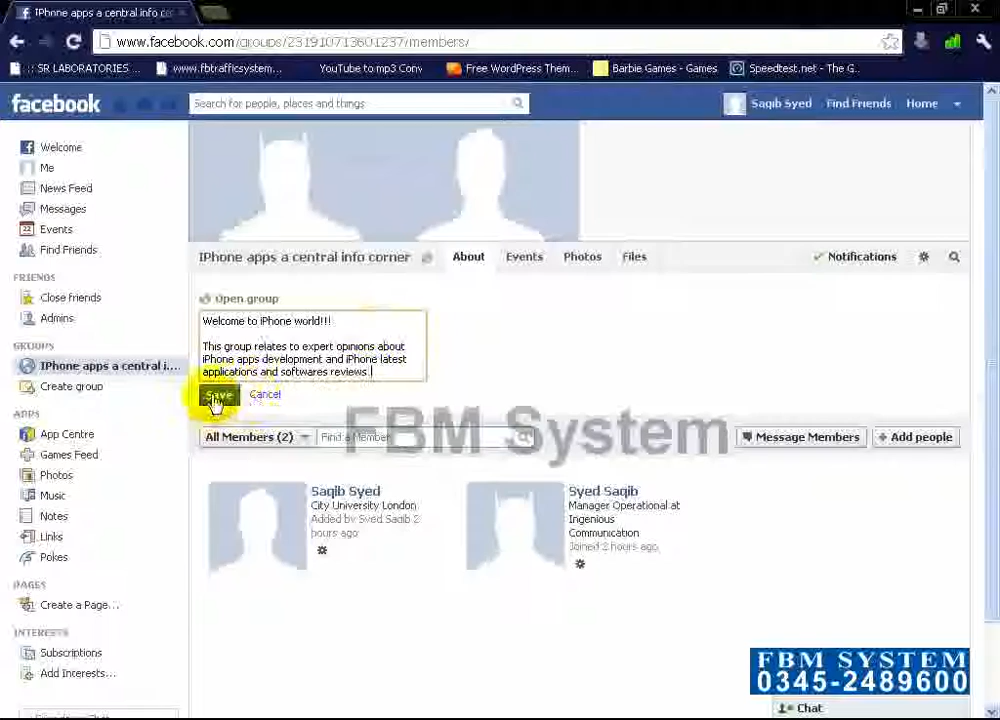 IPhone apps a central info cor
www.facebook.com/groups/231910713601237/members/
:: SR LABORATORIES ...
www.fbtrafficsystem...
YouTube to mp3 Conv
Free WordPress Them...
Barbie Games - Games
Speedtest.net - The G..
facebook
Search for people, places and things
Saqib Syed
Find Friends
Home
Welcome
Me
News Feed
Messages
Events
Find Friends
FRIENDS
Close friends
Admins
GROUPS
IPhone apps a central i....
Create group
APPS
App Centre
Games Feed
Photos
Music
Notes
Links
Pokes
PAGES
Create a Page...
INTERESTS
Subscriptions
Add Interests...
IPhone apps a central info corner
About
Events
Photos
Files
Notifications
Open group
Welcome to iPhone world!!!
This group relates to expert opinions about
iPhone apps development and iPhone latest
applications and softwares reviews
Save
Cancel
FBM System
All Members (2)
Find a Member
Message Members
+ Add people
Saqib Syed
City University London
Added by Syed Saqib 2
hours ago
Syed Saqib
Manager Operational at
Ingenious
Communication
Joined 2 hours ago
FBM SYSTEM
0345-2489600
Chat